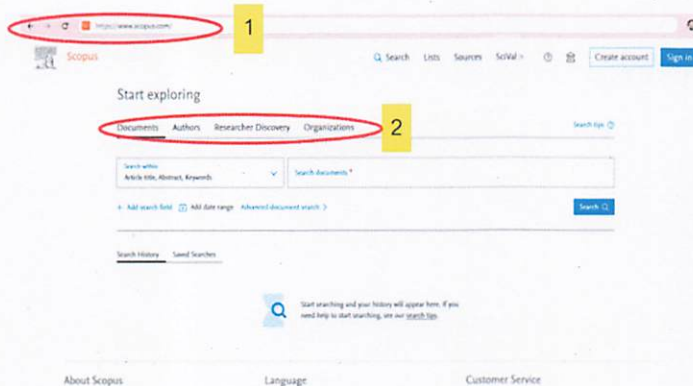 https://www.scopus.com/
1
Scopus
Search Lists Sources SciVal
Create account
Sign in
Start exploring
Documents Authors Researcher Discovery Organizations
2
Search tips
Search within
Article title, Abstract, Keywords
Search documents *
+ Add search field Add date range Advanced document search >
Search
Search History Saved Searches
Start searching and your history will appear here. If you
need help to start searching, see our search tips.
About Scopus Language Customer Service